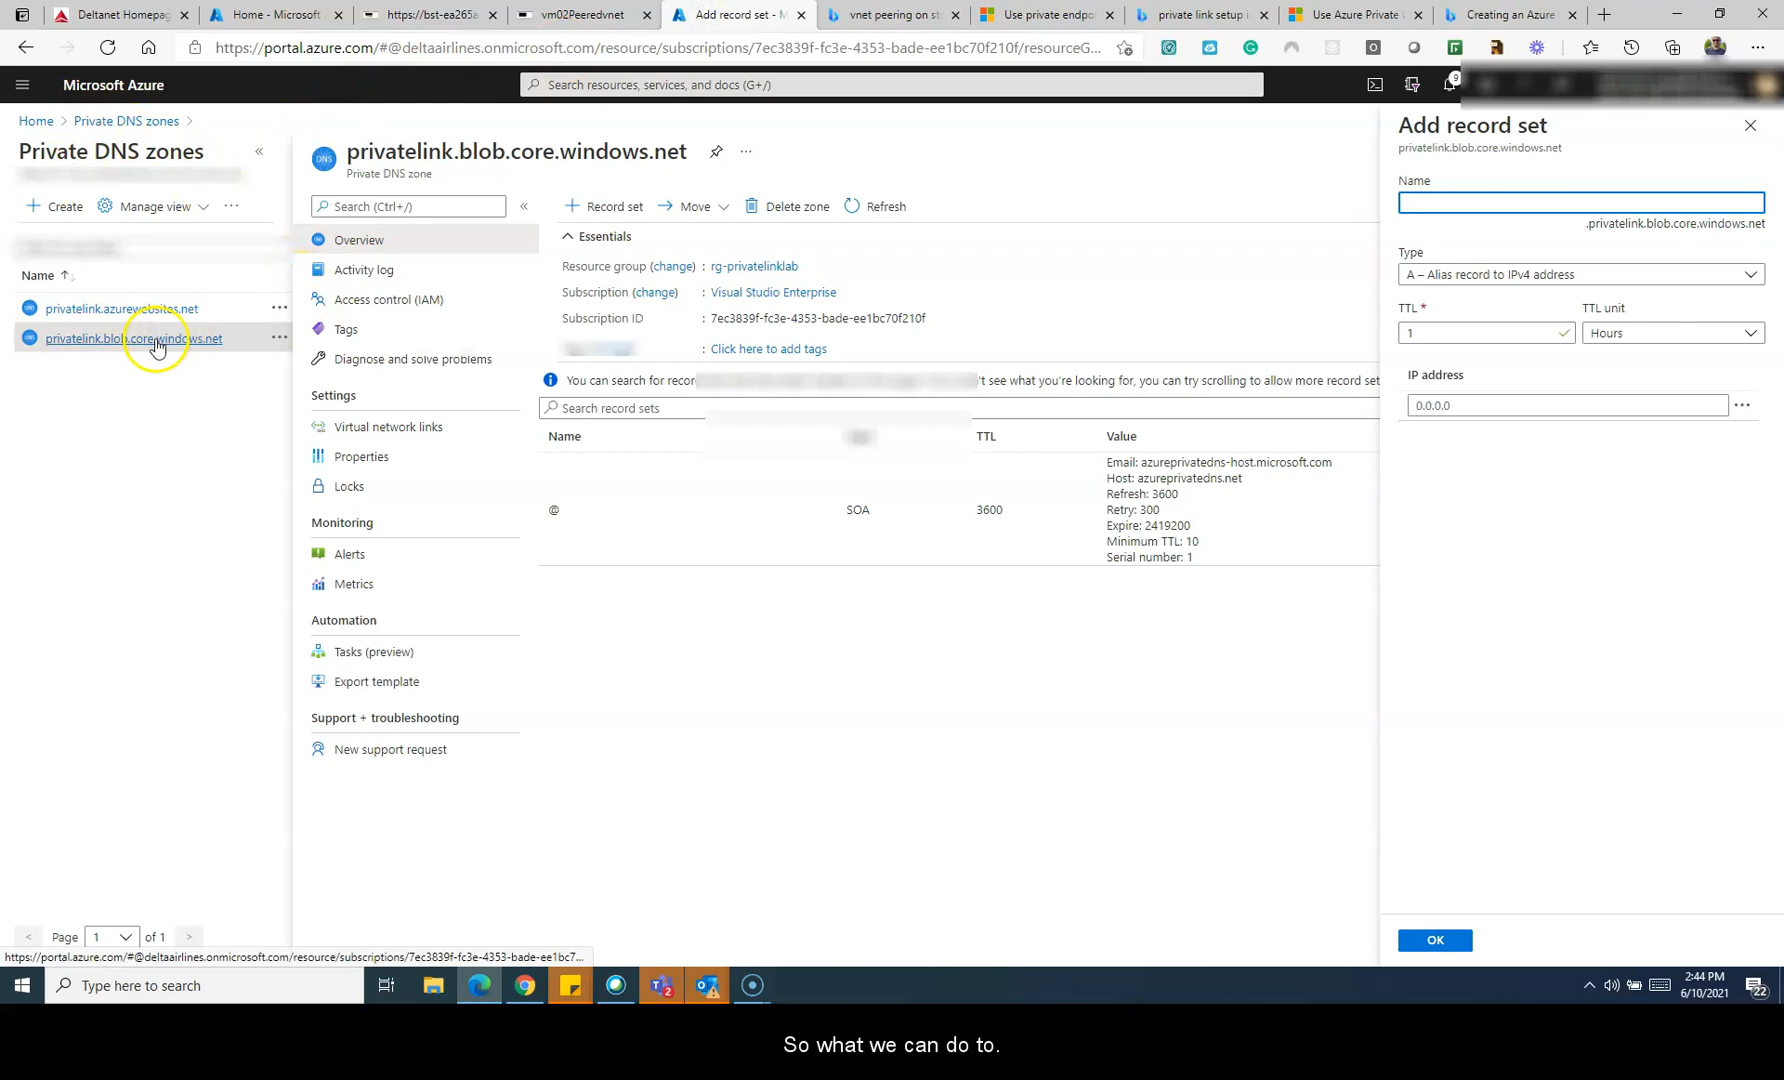 Deltanet Homepag
Home - Microsoft
https://bst-ea265a
vm02Peeredvnet
Add record set - M
vnet peering on st
Use private endpo
private link setup i
Use Azure Private L
Creating an Azure
https://portal.azure.com/#@deltaairlines.onmicrosoft.com/resource/subscriptions/7ec3839f-fc3e-4353-bade-ee1bc70f210f/resourceG...
Microsoft Azure
Search resources, services, and docs (G+/)
9
Home > Private DNS zones >
Private DNS zones
Create
Manage view
Name ↑
privatelink.azurewebsites.net
privatelink.blob.core.windows.net
Page 1 of 1
privatelink.blob.core.windows.net
Private DNS zone
Search (Ctrl+/)
Overview
Activity log
Access control (IAM)
Tags
Diagnose and solve problems
Settings
Virtual network links
Properties
Locks
Monitoring
Alerts
Metrics
Automation
Tasks (preview)
Export template
Support + troubleshooting
New support request
Record set
Move
Delete zone
Refresh
Essentials
Resource group (change) : rg-privatelinklab
Subscription (change) : Visual Studio Enterprise
Subscription ID : 7ec3839f-fc3e-4353-bade-ee1bc70f210f
: Click here to add tags
You can search for recor 't see what you're looking for, you can try scrolling to allow more record set
Search record sets
Name TTL Value
@ SOA 3600
Email: azureprivatedns-host.microsoft.com
Host: azureprivatedns.net
Refresh: 3600
Retry: 300
Expire: 2419200
Minimum TTL: 10
Serial number: 1
Add record set
privatelink.blob.core.windows.net
Name
.privatelink.blob.core.windows.net
Type
A – Alias record to IPv4 address
TTL * TTL unit
1 Hours
IP address
0.0.0.0
OK
https://portal.azure.com/#@deltaairlines.onmicrosoft.com/resource/subscriptions/7ec3839f-fc3e-4353-bade-ee1bc7...
Type here to search
2
2:44 PM
6/10/2021
22
So what we can do to.